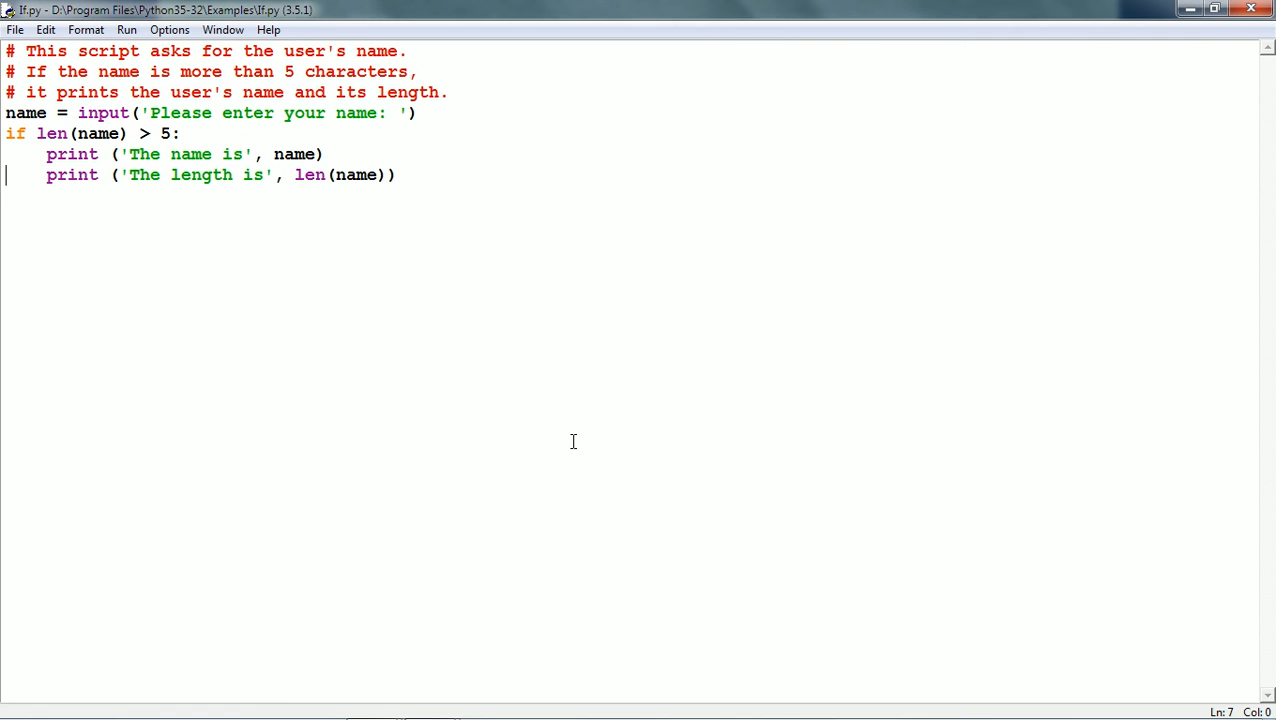 If.py - D:\Program Files\Python35-32\Examples\If.py (3.5.1)
File Edit Format Run Options Window Help
# This script asks for the user's name.
# If the name is more than 5 characters,
# it prints the user's name and its length.
name = input('Please enter your name: ')
if len(name) > 5:
    print ('The name is', name)
    print ('The length is', len(name))
Ln: 7 Col: 0